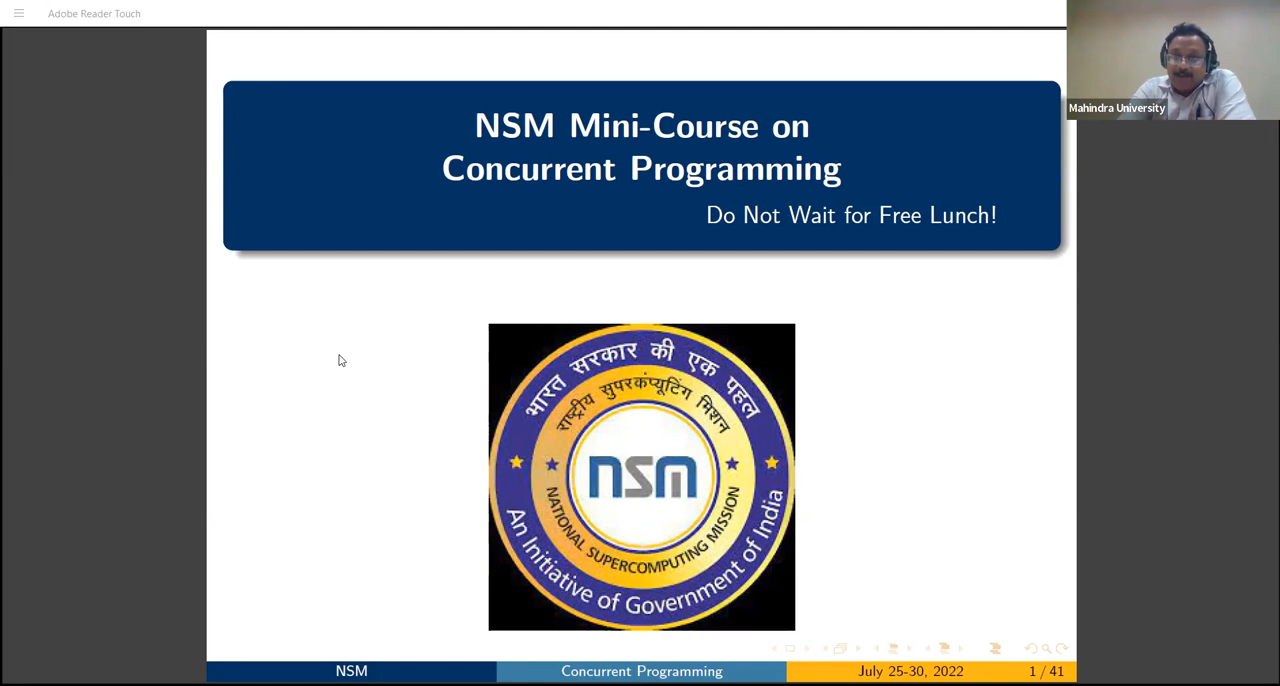 Adobe Reader Touch
Mahindra University
NSM Mini-Course on
Concurrent Programming
Do Not Wait for Free Lunch!
भारत सरकार की एक पहल
राष्ट्रीय सुपरकंप्यूटिंग मिशन
nsm
NATIONAL SUPERCOMPUTING MISSION
An Initiative of Government of India
NSM
Concurrent Programming
July 25-30, 2022
1 / 41